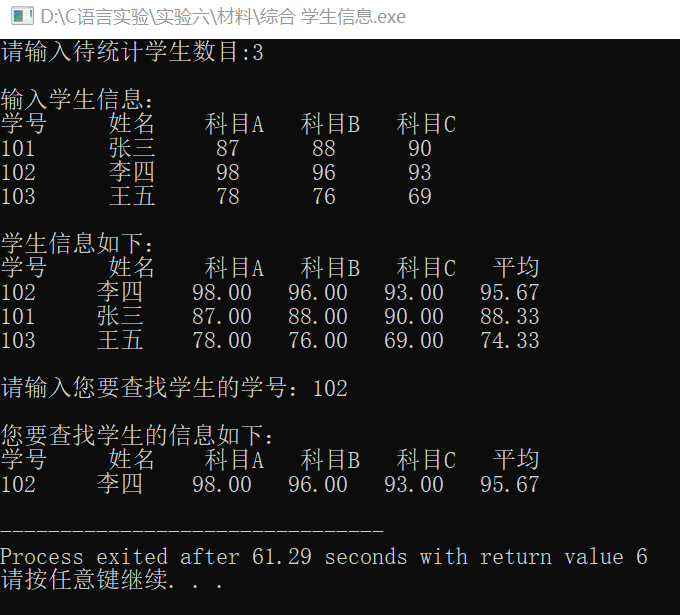 D:\C语言实验\实验六\材料\综合 学生信息.exe
请输入待统计学生数目:3
输入学生信息:
学号 姓名 科目A 科目B 科目C
101 张三 87 88 90
102 李四 98 96 93
103 王五 78 76 69
学生信息如下:
学号 姓名 科目A 科目B 科目C 平均
102 李四 98.00 96.00 93.00 95.67
101 张三 87.00 88.00 90.00 88.33
103 王五 78.00 76.00 69.00 74.33
请输入您要查找学生的学号: 102
您要查找学生的信息如下:
学号 姓名 科目A 科目B 科目C 平均
102 李四 98.00 96.00 93.00 95.67
--------------------------------
Process exited after 61.29 seconds with return value 6
请按任意键继续. . .